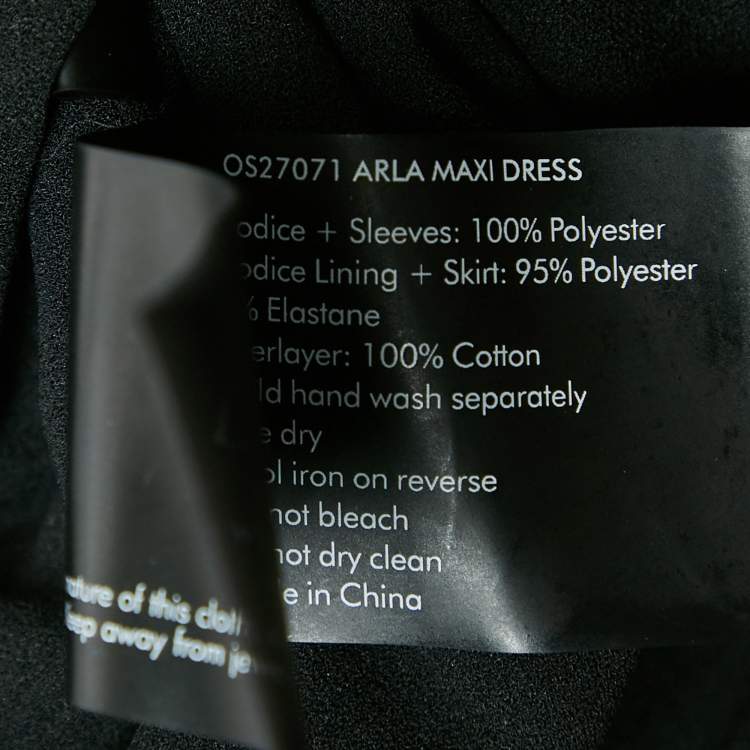 OS27071 ARLA MAXI DRESS
odice + Sleeves: 100% Polyester
odice Lining + Skirt: 95% Polyester
% Elastane
erlayer: 100% Cotton
ld hand wash separately
e dry
ol iron on reverse
not bleach
not dry clean
e in China
ature of this cloth
eep away from je